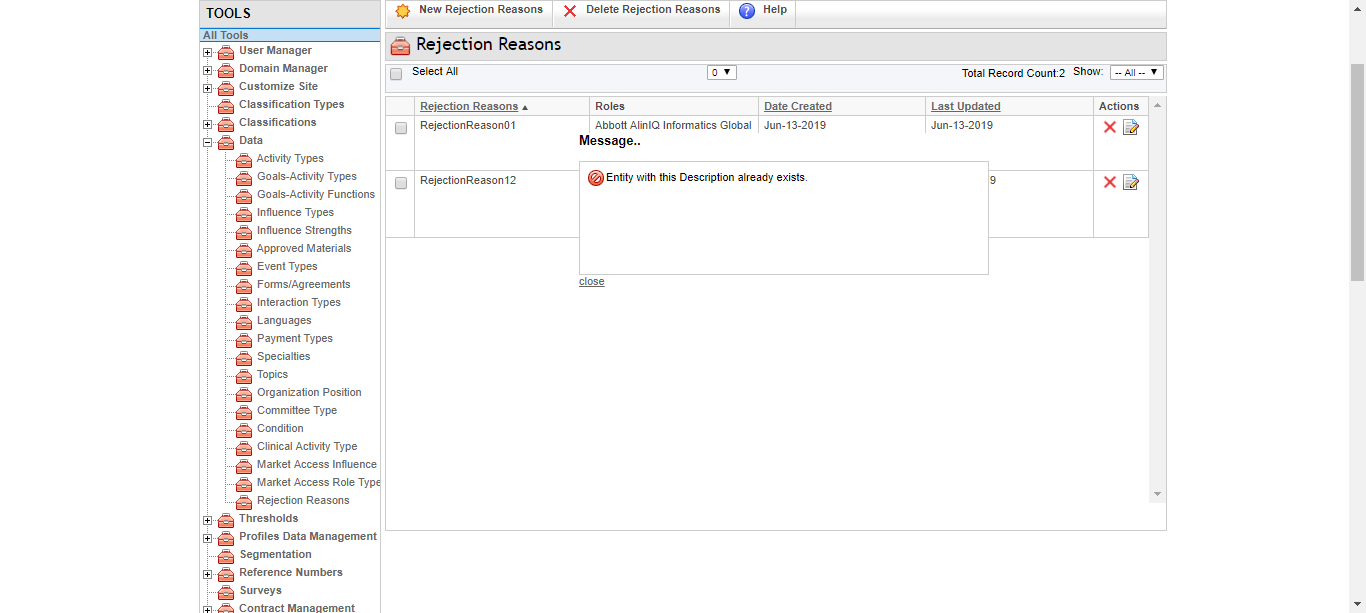 TOOLS
All Tools
User Manager
Domain Manager
Customize Site
Classification Types
Classifications
Data
Activity Types
Goals-Activity Types
Goals-Activity Functions
Influence Types
Influence Strengths
Approved Materials
Event Types
Forms/Agreements
Interaction Types
Languages
Payment Types
Specialties
Topics
Organization Position
Committee Type
Condition
Clinical Activity Type
Market Access Influence
Market Access Role Type
Rejection Reasons
Thresholds
Profiles Data Management
Segmentation
Reference Numbers
Surveys
Contract Management
New Rejection Reasons Delete Rejection Reasons ? Help
Rejection Reasons
Select All 0 ▼ Total Record Count:2 Show: -- All -- ▼
Rejection Reasons ▲ Roles Date Created Last Updated Actions
RejectionReason01 Abbott AlinIQ Informatics Global Jun-13-2019 Jun-13-2019
Message..
Entity with this Description already exists.
RejectionReason12 9
close